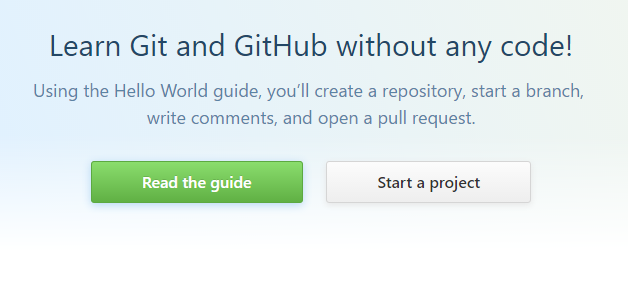 Learn Git and GitHub without any code!
Using the Hello World guide, you’ll create a repository, start a branch,
write comments, and open a pull request.
Read the guide
Start a project